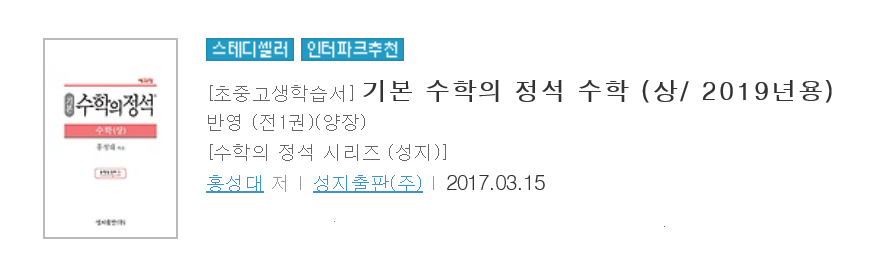 스테디셀러 인터파크추천
[초중고생학습서] 기본 수학의 정석 수학 (상/ 2019년용)
반영 (전1권)(양장)
[수학의 정석 시리즈 (성지)]
홍성대 저 | 성지출판(주) | 2017.03.15
기본 수학의 정석
수학(상)
홍성대 지음
성지출판(주)